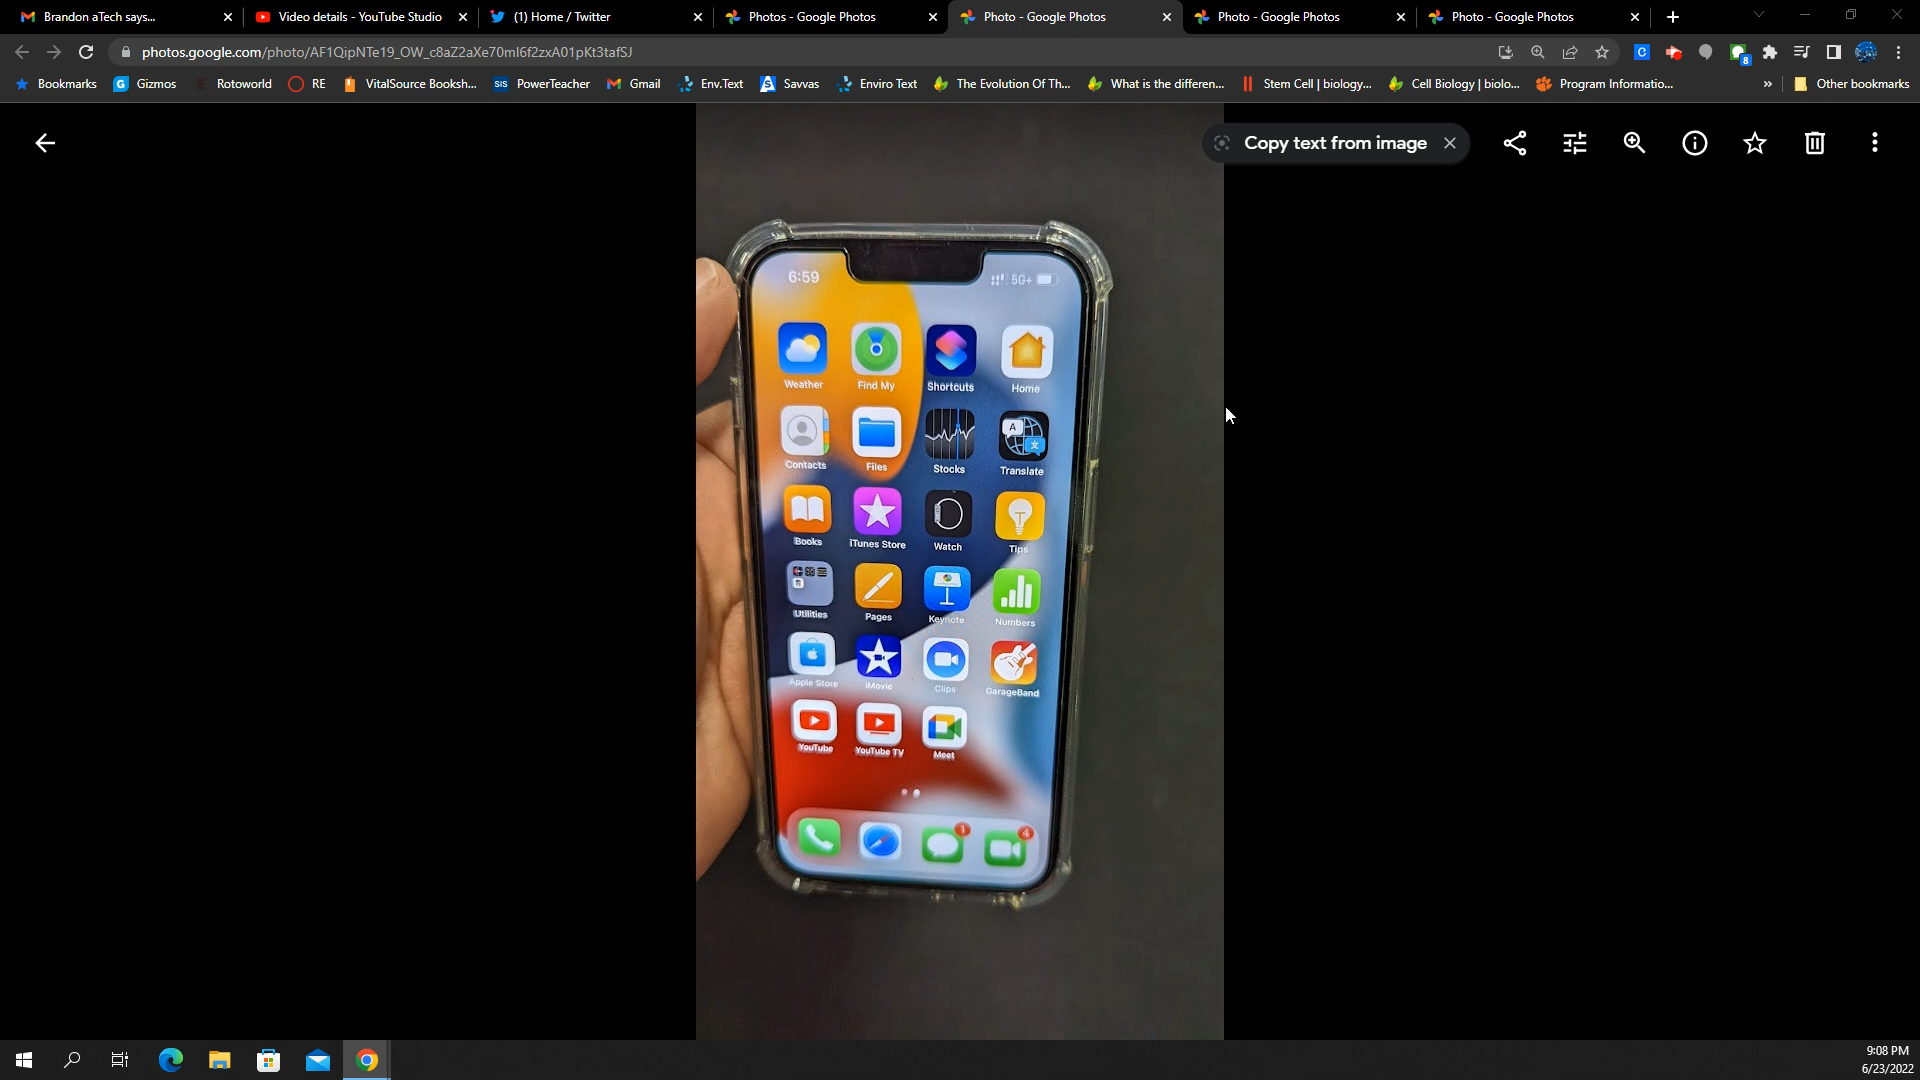 Brandon aTech says...
Video details - YouTube Studio
(1) Home / Twitter
Photos - Google Photos
Photo - Google Photos
Photo - Google Photos
Photo - Google Photos
photos.google.com/photo/AF1QipNTe19_OW_c8aZ2aXe70ml6f2zxA01pKt3tafSJ
8
Bookmarks
Gizmos
Rotoworld
RE
VitalSource Booksh...
SIS PowerTeacher
Gmail
Env.Text
Savvas
Enviro Text
The Evolution Of Th...
What is the differen...
Stem Cell | biology...
Cell Biology | biolo...
Program Informatio...
»
Other bookmarks
Copy text from image
6:59
5G+
Weather
Find My
Shortcuts
Home
Contacts
Files
Stocks
Translate
Books
iTunes Store
Watch
Tips
Utilities
Pages
Keynote
Numbers
Apple Store
iMovie
Clips
GarageBand
YouTube
YouTube TV
Meet
1
4
9:08 PM
6/23/2022